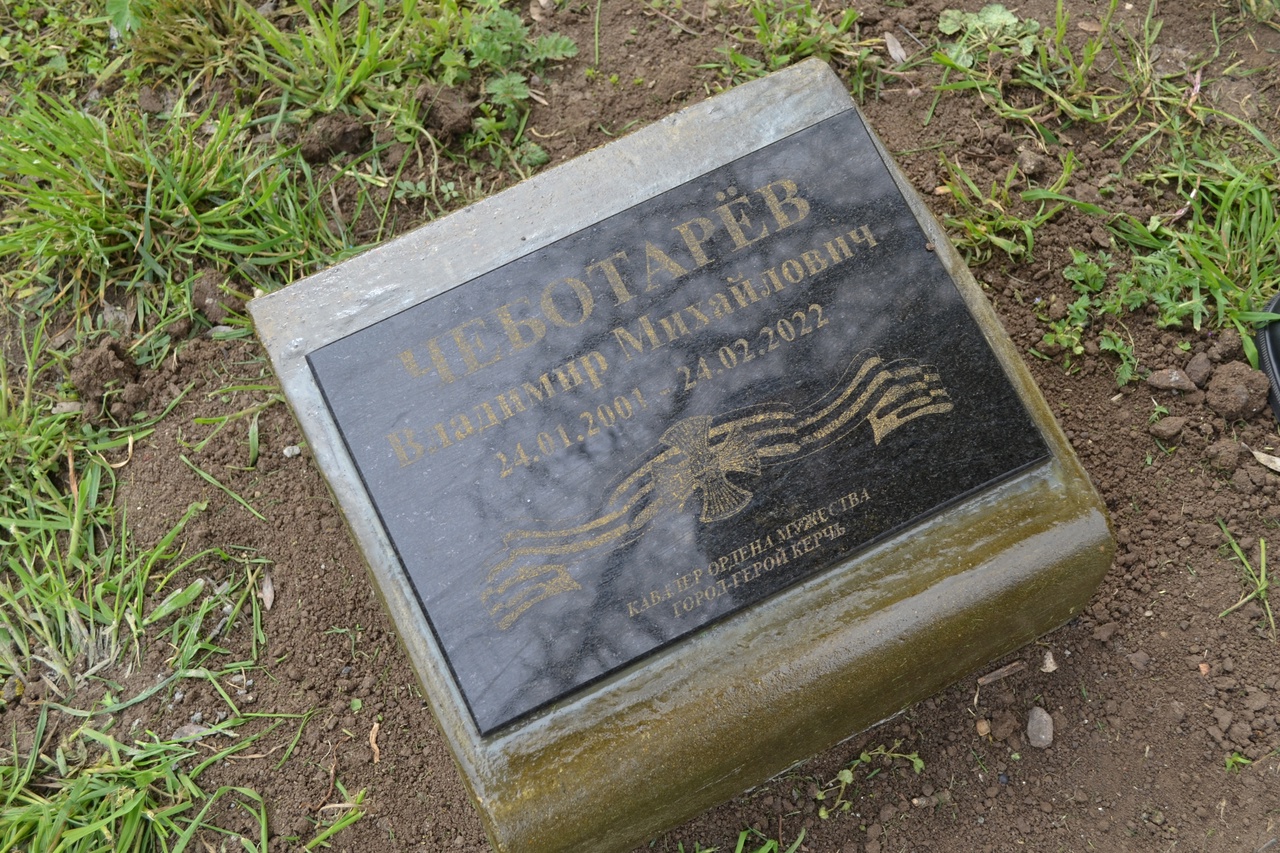 ЧЕБОТАРЁВ
Владимир Михайлович
24.01.2001 - 24.02.2022
КАВАЛЕР ОРДЕНА МУЖЕСТВА
ГОРОД-ГЕРОЙ КЕРЧЬ